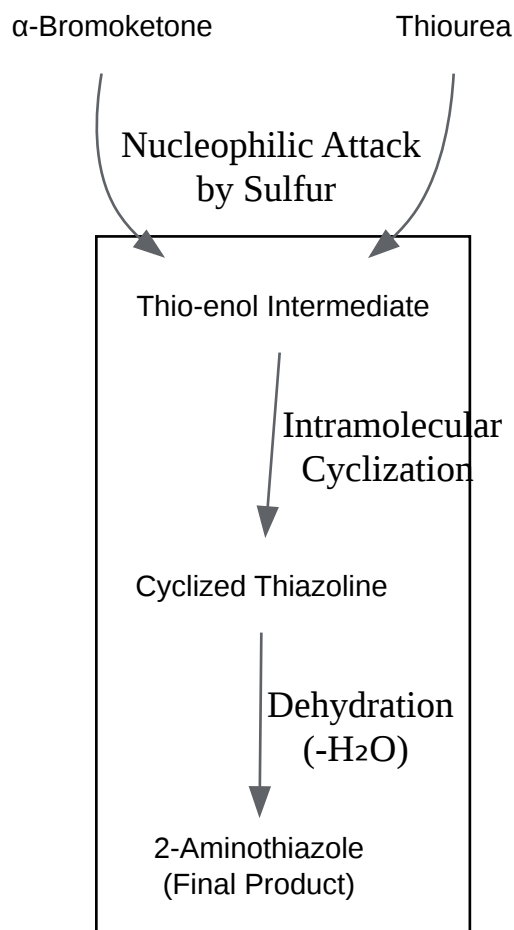 α-Bromoketone
Thiourea
Nucleophilic Attack
by Sulfur
Thio-enol Intermediate
Intramolecular
Cyclization
Cyclized Thiazoline
Dehydration
(-H₂O)
2-Aminothiazole
(Final Product)